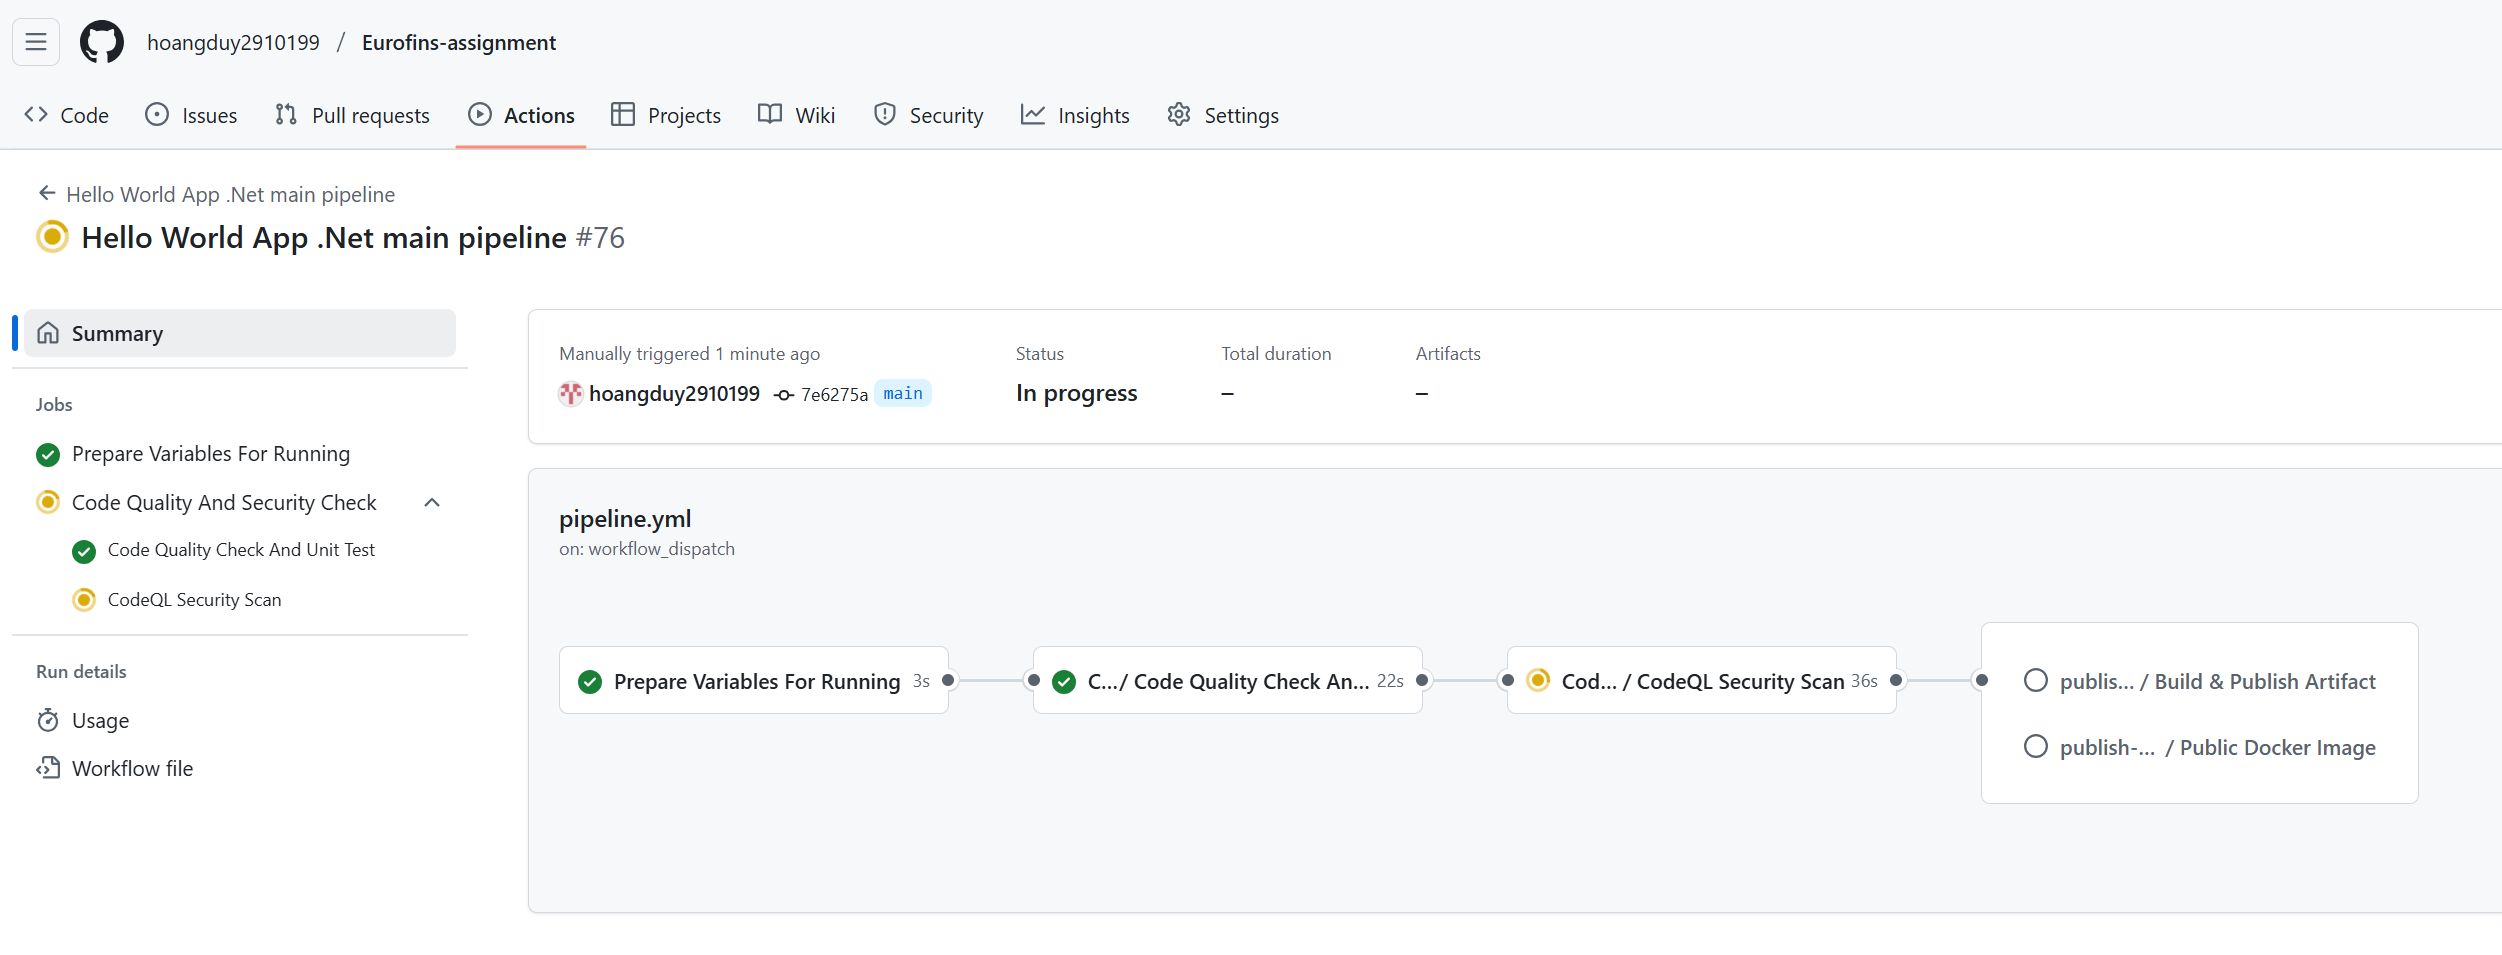 hoangduy2910199 / Eurofins-assignment
Code Issues Pull requests Actions Projects Wiki Security Insights Settings
Hello World App .Net main pipeline
Hello World App .Net main pipeline #76
Summary
Jobs
Prepare Variables For Running
Code Quality And Security Check
Code Quality Check And Unit Test
CodeQL Security Scan
Run details
Usage
Workflow file
Manually triggered 1 minute ago
hoangduy2910199 7e6275a main
Status
In progress
Total duration
–
Artifacts
–
pipeline.yml
on: workflow_dispatch
Prepare Variables For Running 3s
C.../ Code Quality Check An... 22s
Cod... / CodeQL Security Scan 36s
publis... / Build & Publish Artifact
publish-... / Public Docker Image